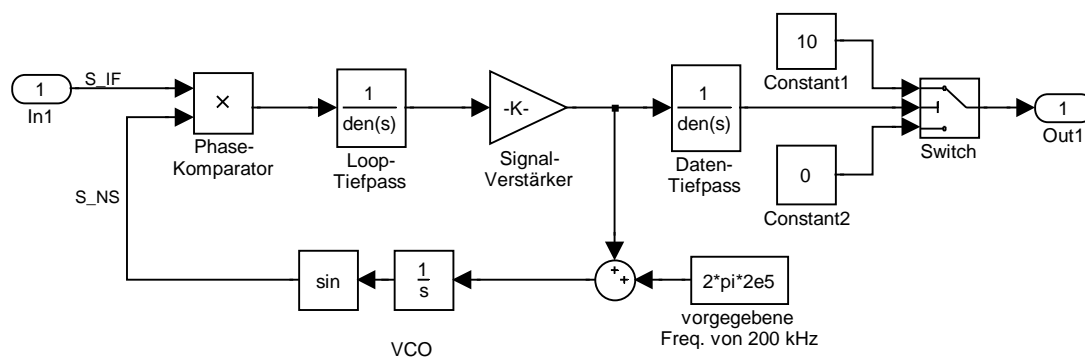 10
Constant1
1
In1
S_IF
×
Phase-
Komparator
1
den(s)
Loop-
Tiefpass
-K-
Signal-
Verstärker
1
den(s)
Daten-
Tiefpass
Switch
1
Out1
0
Constant2
S_NS
sin
1
s
VCO
+
+
2*pi*2e5
vorgegebene
Freq. von 200 kHz